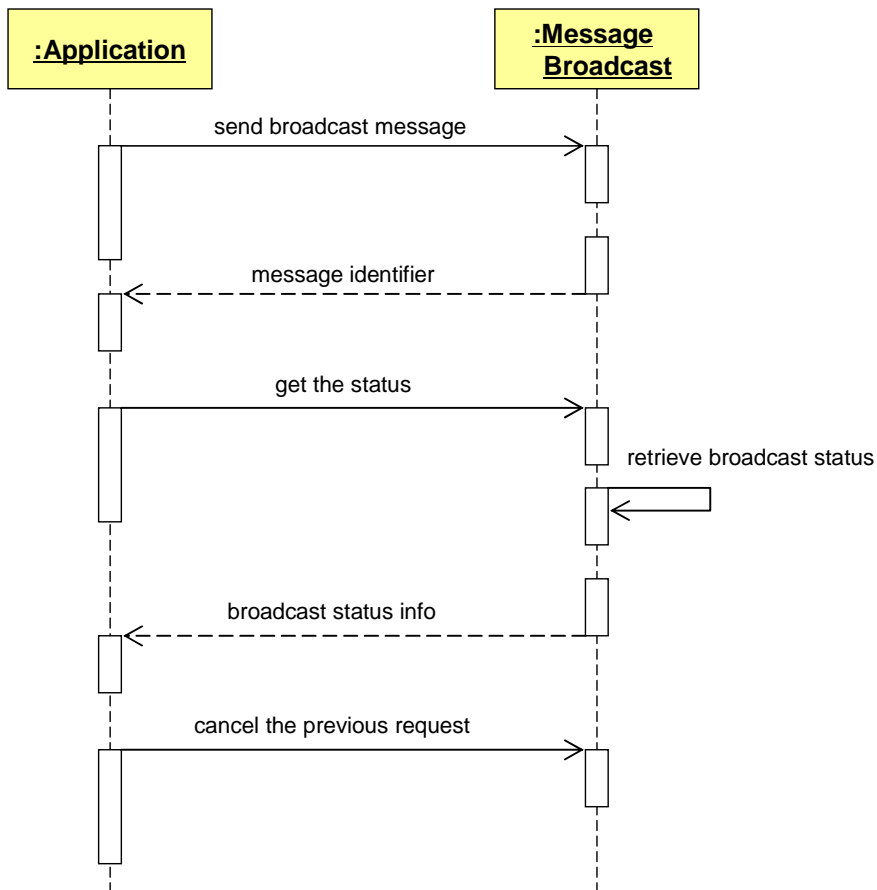 :Application
:Message
Broadcast
send broadcast message
message identifier
get the status
retrieve broadcast status
broadcast status info
cancel the previous request